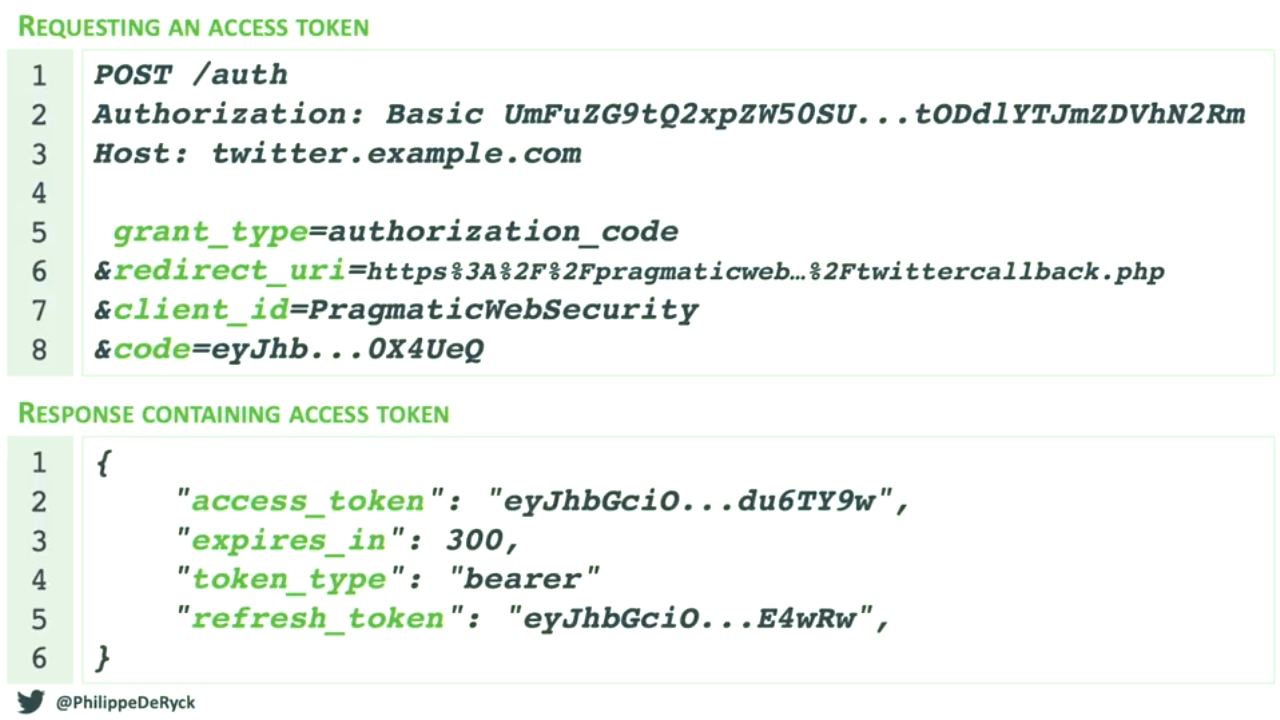 REQUESTING AN ACCESS TOKEN
1 POST /auth
2 Authorization: Basic UmFuZG9tQ2xpZW50SU...tODdlYTJmZDVhN2Rm
3 Host: twitter.example.com
4
5 grant_type=authorization_code
6 &redirect_uri=https%3A%2F%2Fpragmaticweb…%2Ftwittercallback.php
7 &client_id=PragmaticWebSecurity
8 &code=eyJhb...0X4UeQ
RESPONSE CONTAINING ACCESS TOKEN
1 {
2 "access_token": "eyJhbGciO...du6TY9w",
3 "expires_in": 300,
4 "token_type": "bearer"
5 "refresh_token": "eyJhbGciO...E4wRw",
6 }
@PhilippeDeRyck